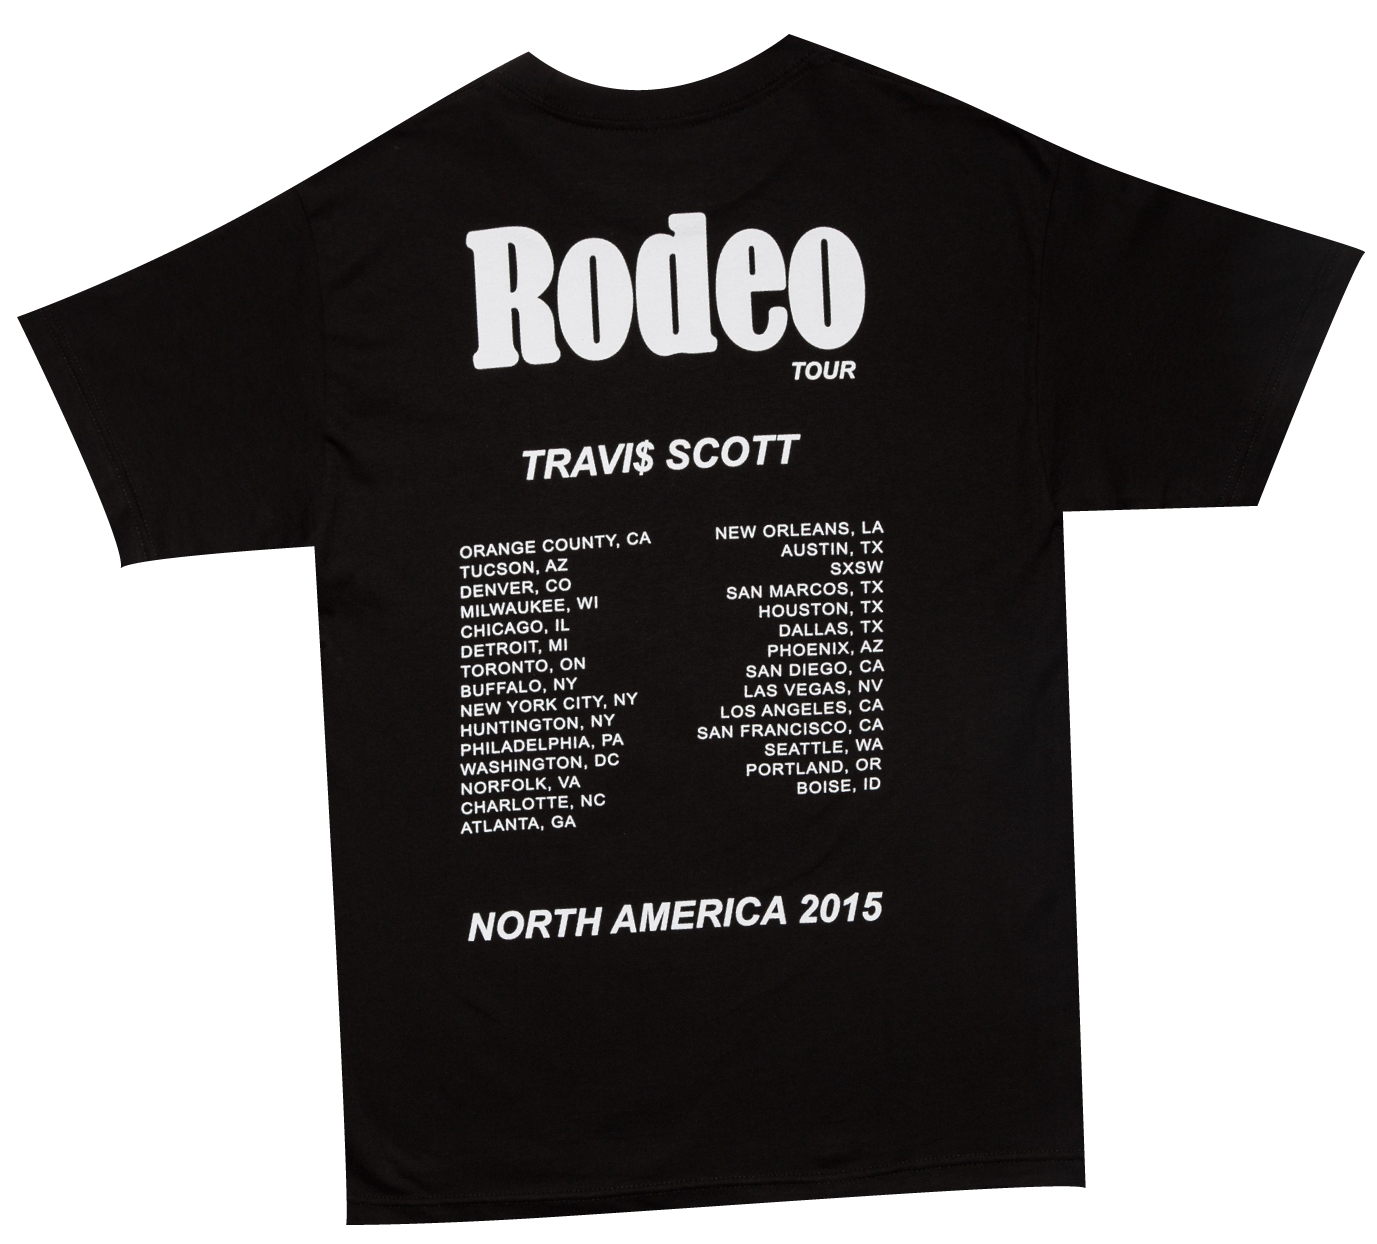 Rodeo
TOUR
TRAVI$ SCOTT
ORANGE COUNTY, CA
TUCSON, AZ
DENVER, CO
MILWAUKEE, WI
CHICAGO, IL
DETROIT, MI
TORONTO, ON
BUFFALO, NY
NEW YORK CITY, NY
HUNTINGTON, NY
PHILADELPHIA, PA
WASHINGTON, DC
NORFOLK, VA
CHARLOTTE, NC
ATLANTA, GA
NEW ORLEANS, LA
AUSTIN, TX
SXSW
SAN MARCOS, TX
HOUSTON, TX
DALLAS, TX
PHOENIX, AZ
SAN DIEGO, CA
LAS VEGAS, NV
LOS ANGELES, CA
SAN FRANCISCO, CA
SEATTLE, WA
PORTLAND, OR
BOISE, ID
NORTH AMERICA 2015